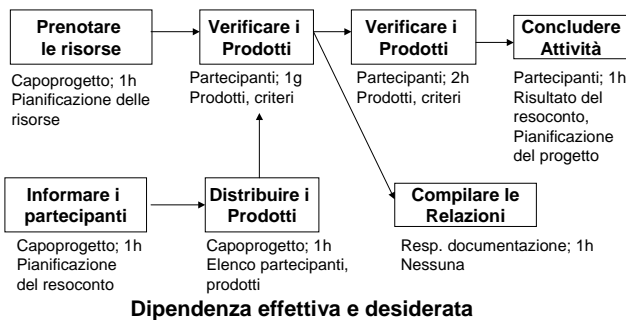 Prenotare
le risorse
Capoprogetto; 1h
Pianificazione delle
risorse
Verificare i
Prodotti
Partecipanti; 1g
Prodotti, criteri
Verificare i
Prodotti
Partecipanti; 2h
Prodotti, criteri
Concludere
Attività
Partecipanti; 1h
Risultato del
resoconto,
Pianificazione
del progetto
Informare i
partecipanti
Capoprogetto; 1h
Pianificazione
del resoconto
Distribuire i
Prodotti
Capoprogetto; 1h
Elenco partecipanti,
prodotti
Compilare le
Relazioni
Resp. documentazione; 1h
Nessuna
Dipendenza effettiva e desiderata